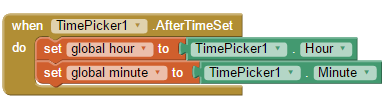 when TimePicker1 .AfterTimeSet
do set global hour to TimePicker1 . Hour
set global minute to TimePicker1 . Minute